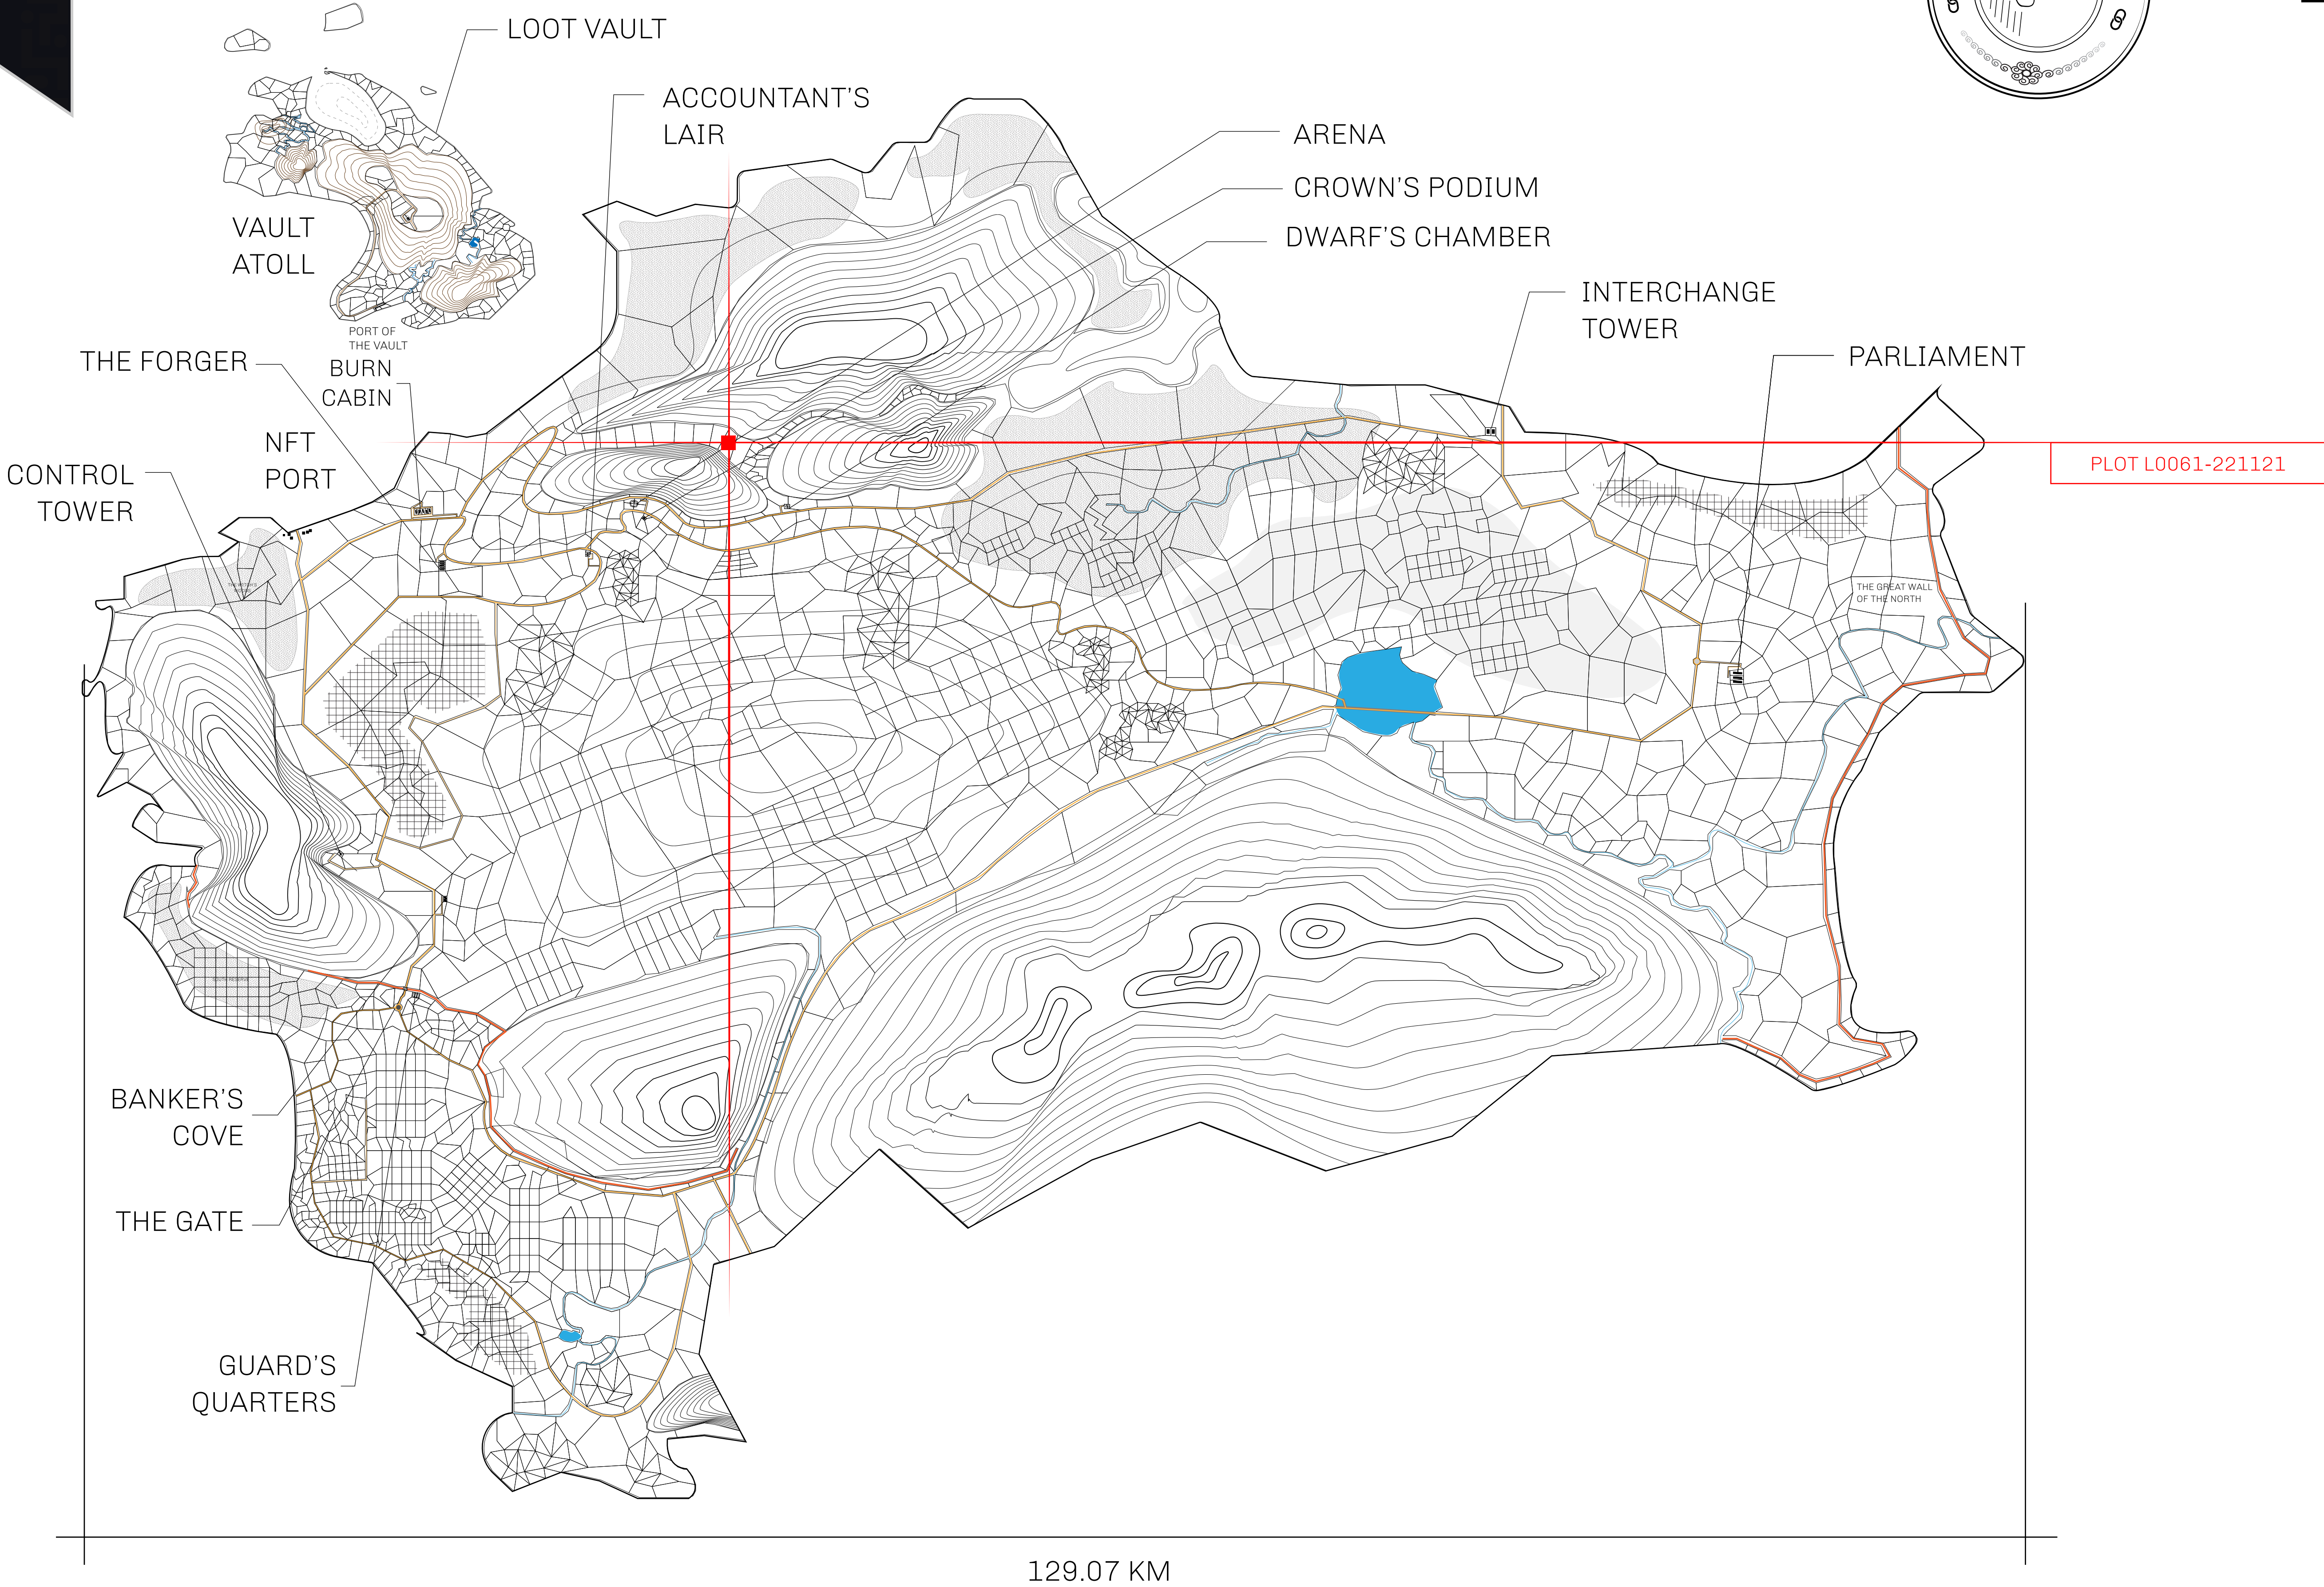 LOOT VAULT
ACCOUNTANT'S
LAIR
ARENA
CROWN'S PODIUM
DWARF'S CHAMBER
VAULT
ATOLL
INTERCHANGE
TOWER
PORT OF
THE VAULT
PARLIAMENT
THE FORGER
BURN
CABIN
NFT
PORT
CONTROL
TOWER
PLOT L0061-221121
THE GREAT WALL
OF THE NORTH
SOUTH RESERVE
BANKER'S
COVE
THE GATE
GUARD'S
QUARTERS
129.07 KM